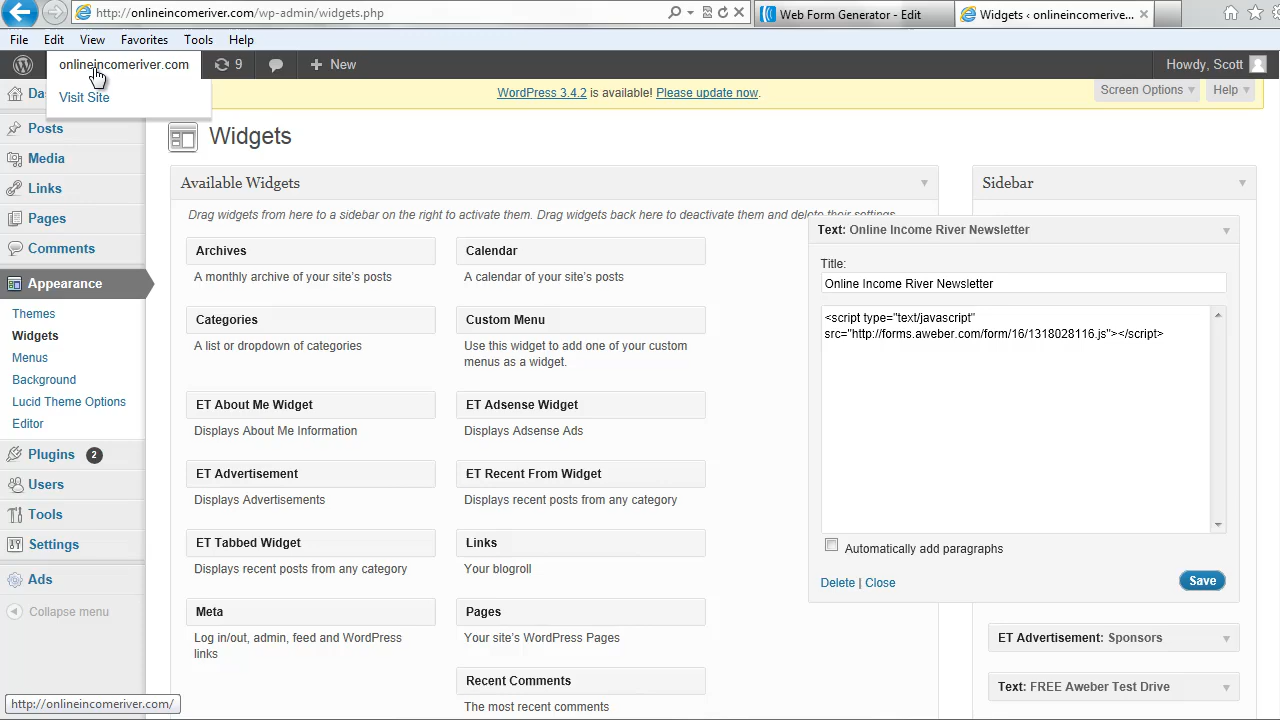 http://onlineincomeriver.com/wp-admin/widgets.php
Web Form Generator - Edit
Widgets ‹ onlineincomerive...
File Edit View Favorites Tools Help
onlineincomeriver.com
9
New
Howdy, Scott
Visit Site
WordPress 3.4.2 is available! Please update now.
Screen Options
Help
Posts
Media
Links
Pages
Comments
Appearance
Themes
Widgets
Menus
Background
Lucid Theme Options
Editor
Plugins 2
Users
Tools
Settings
Ads
Collapse menu
Widgets
Available Widgets
Drag widgets from here to a sidebar on the right to activate them. Drag widgets back here to deactivate them and delete their settings.
Archives
A monthly archive of your site's posts
Calendar
A calendar of your site's posts
Categories
A list or dropdown of categories
Custom Menu
Use this widget to add one of your custom
menus as a widget.
ET About Me Widget
Displays About Me Information
ET Adsense Widget
Displays Adsense Ads
ET Advertisement
Displays Advertisements
ET Recent From Widget
Displays recent posts from any category
ET Tabbed Widget
Displays recent posts from any category
Links
Your blogroll
Meta
Log in/out, admin, feed and WordPress
links
Pages
Your site's WordPress Pages
Recent Comments
The most recent comments
Sidebar
Text: Online Income River Newsletter
Title:
Online Income River Newsletter
<script type="text/javascript"
src="http://forms.aweber.com/form/16/1318028116.js"></script>
Automatically add paragraphs
Delete | Close
Save
ET Advertisement: Sponsors
Text: FREE Aweber Test Drive
http://onlineincomeriver.com/